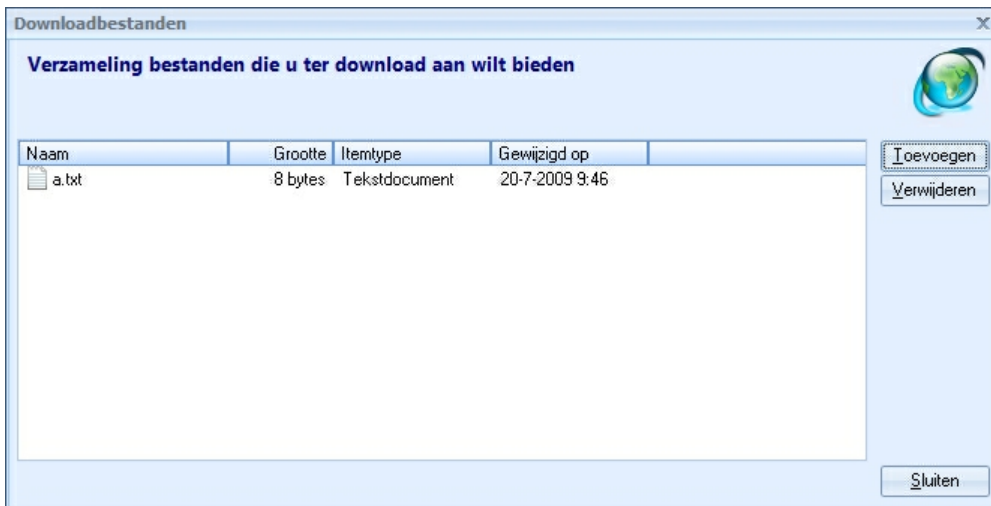 Downloadbestanden
Verzameling bestanden die u ter download aan wilt bieden
Naam Grootte Itemtype Gewijzigd op
a.txt 8 bytes Tekstdocument 20-7-2009 9:46
Toevoegen
Verwijderen
Sluiten